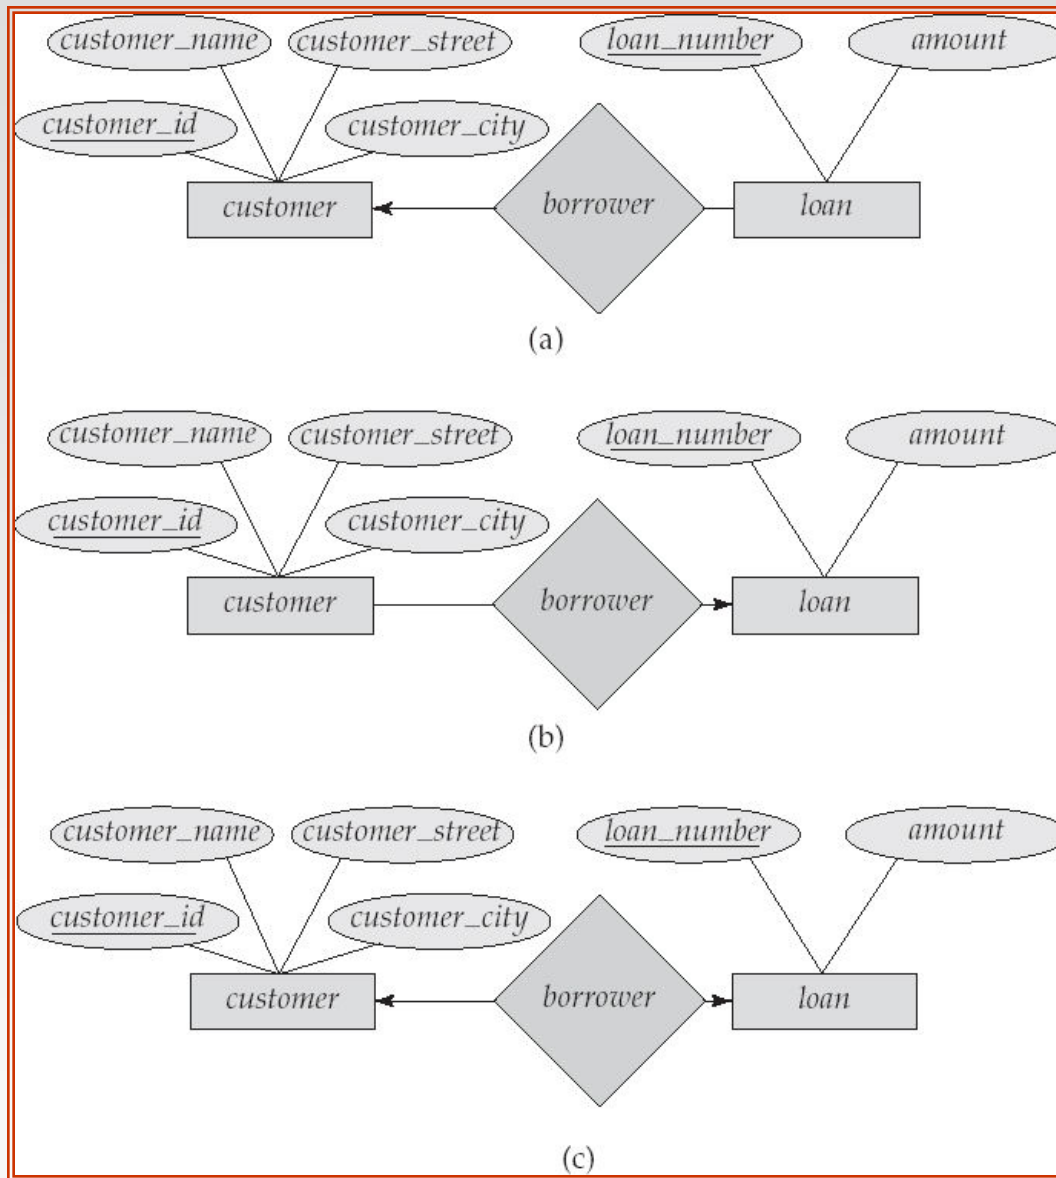 customer_name customer_street loan_number amount
customer_id customer_city
customer borrower loan
(a)
customer_name customer_street loan_number amount
customer_id customer_city
customer borrower loan
(b)
customer_name customer_street loan_number amount
customer_id customer_city
customer borrower loan
(c)